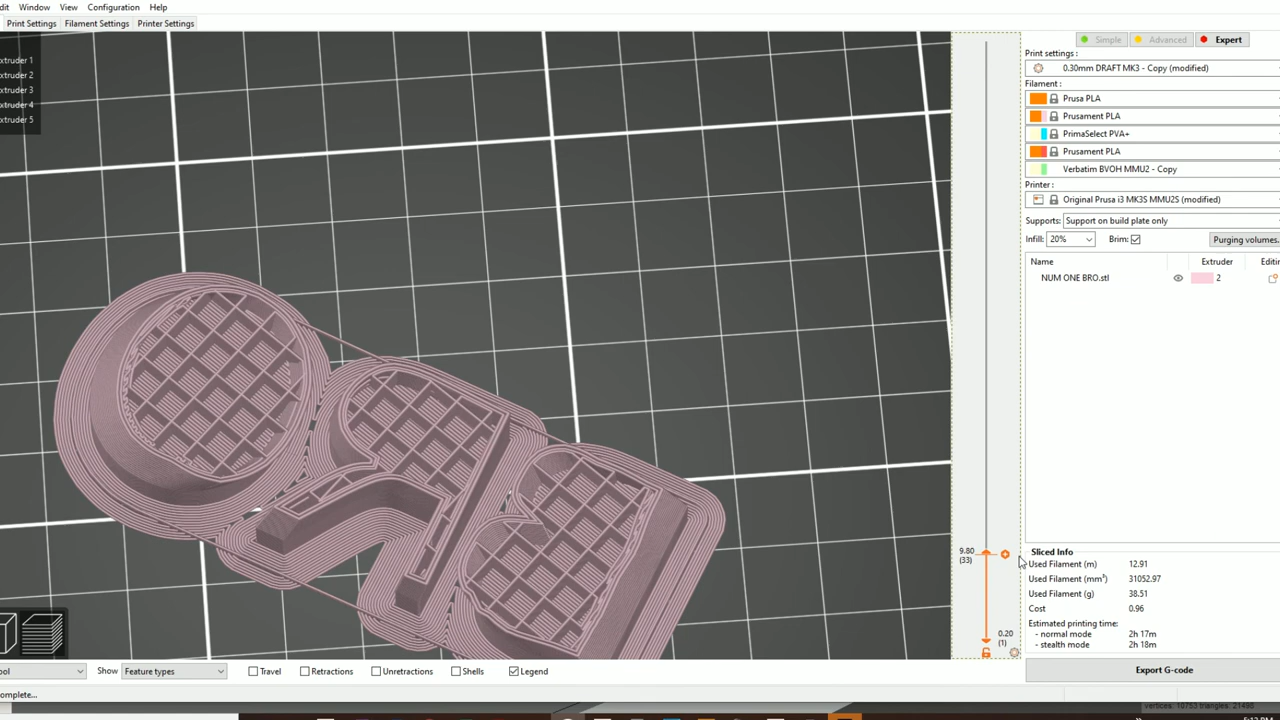 dit Window View Configuration Help
Print Settings Filament Settings Printer Settings
xtruder 1
xtruder 2
xtruder 3
xtruder 4
xtruder 5
Simple Advanced Expert
Print settings :
0.30mm DRAFT MK3 - Copy (modified)
Filament :
Prusa PLA
Prusament PLA
PrimaSelect PVA+
Prusament PLA
Verbatim BVOH MMU2 - Copy
Printer :
Original Prusa i3 MK3S MMU2S (modified)
Supports: Support on build plate only
Infill: 20% Brim: Purging volumes.
Name Extruder Editi
NUM ONE BRO.stl 2
9.80
(33)
0.20
(1)
Sliced Info
Used Filament (m) 12.91
Used Filament (mm³) 31052.97
Used Filament (g) 38.51
Cost 0.96
Estimated printing time:
- normal mode 2h 17m
- stealth mode 2h 18m
ool Show Feature types Travel Retractions Unretractions Shells Legend
Export G-code
omplete...
vertices: 10753 triangles: 21498